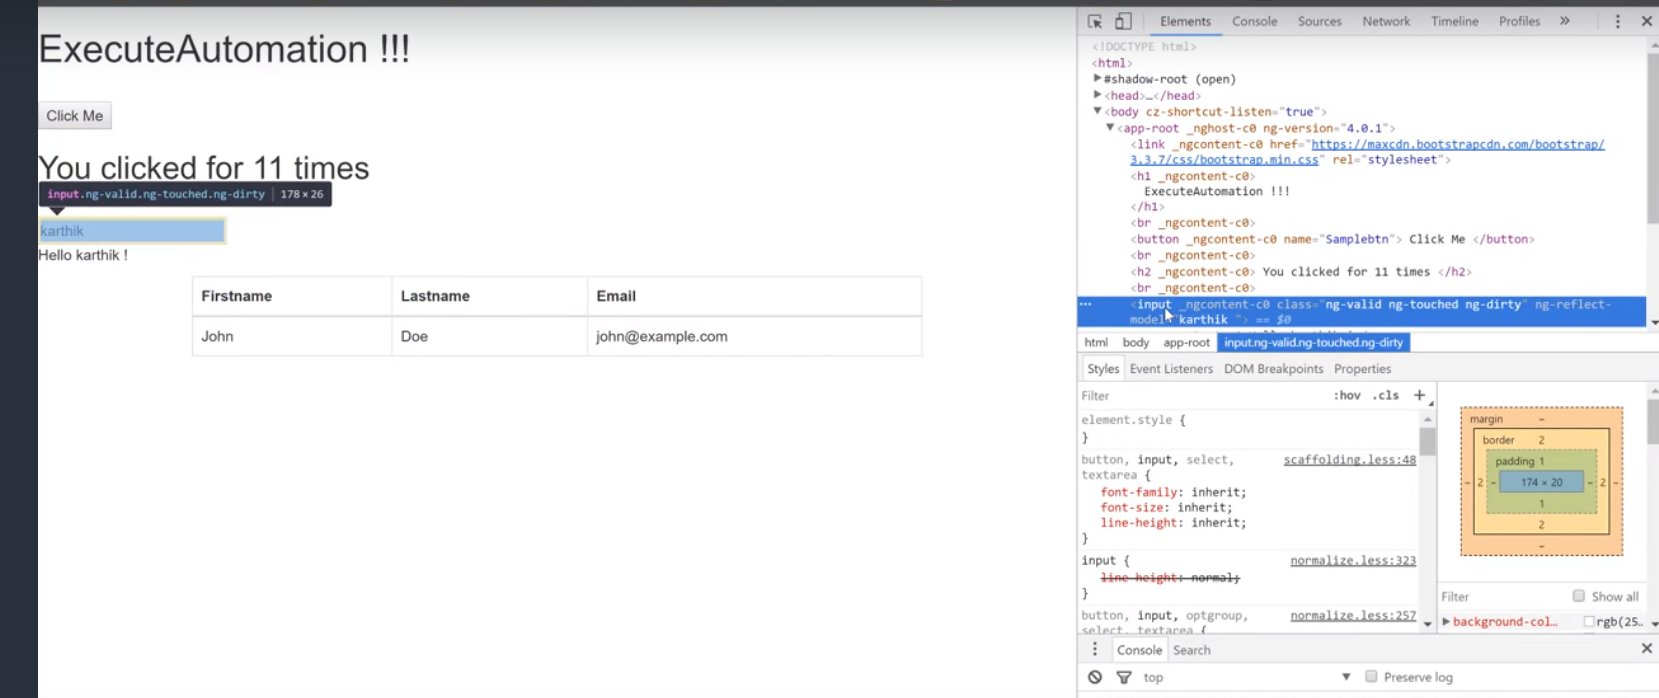 ExecuteAutomation !!!
Click Me
You clicked for 11 times
input.ng-valid.ng-touched.ng-dirty | 178 × 26
karthik
Hello karthik !
Firstname Lastname Email
John Doe john@example.com
Elements Console Sources Network Timeline Profiles »
<!DOCTYPE html>
<html>
▶#shadow-root (open)
▶<head>…</head>
▼<body cz-shortcut-listen="true">
▼<app-root _nghost-c0 ng-version="4.0.1">
<link _ngcontent-c0 href="https://maxcdn.bootstrapcdn.com/bootstrap/
3.3.7/css/bootstrap.min.css" rel="stylesheet">
<h1 _ngcontent-c0>
ExecuteAutomation !!!
</h1>
<br _ngcontent-c0>
<button _ngcontent-c0 name="Samplebtn"> Click Me </button>
<br _ngcontent-c0>
<h2 _ngcontent-c0> You clicked for 11 times </h2>
<br _ngcontent-c0>
<input _ngcontent-c0 class="ng-valid ng-touched ng-dirty" ng-reflect-
model="karthik "> == $0
html body app-root input.ng-valid.ng-touched.ng-dirty
Styles Event Listeners DOM Breakpoints Properties
Filter :hov .cls +
element.style {
}
button, input, select, scaffolding.less:48
textarea {
font-family: inherit;
font-size: inherit;
line-height: inherit;
}
input { normalize.less:323
line-height: normal;
}
button, input, optgroup, normalize.less:257
select, textarea {
margin –
border 2
padding 1
– 2 – 174 × 20 – 2 –
1
2
–
Filter Show all
▶background-col… rgb(25…
Console Search
top ▼ Preserve log